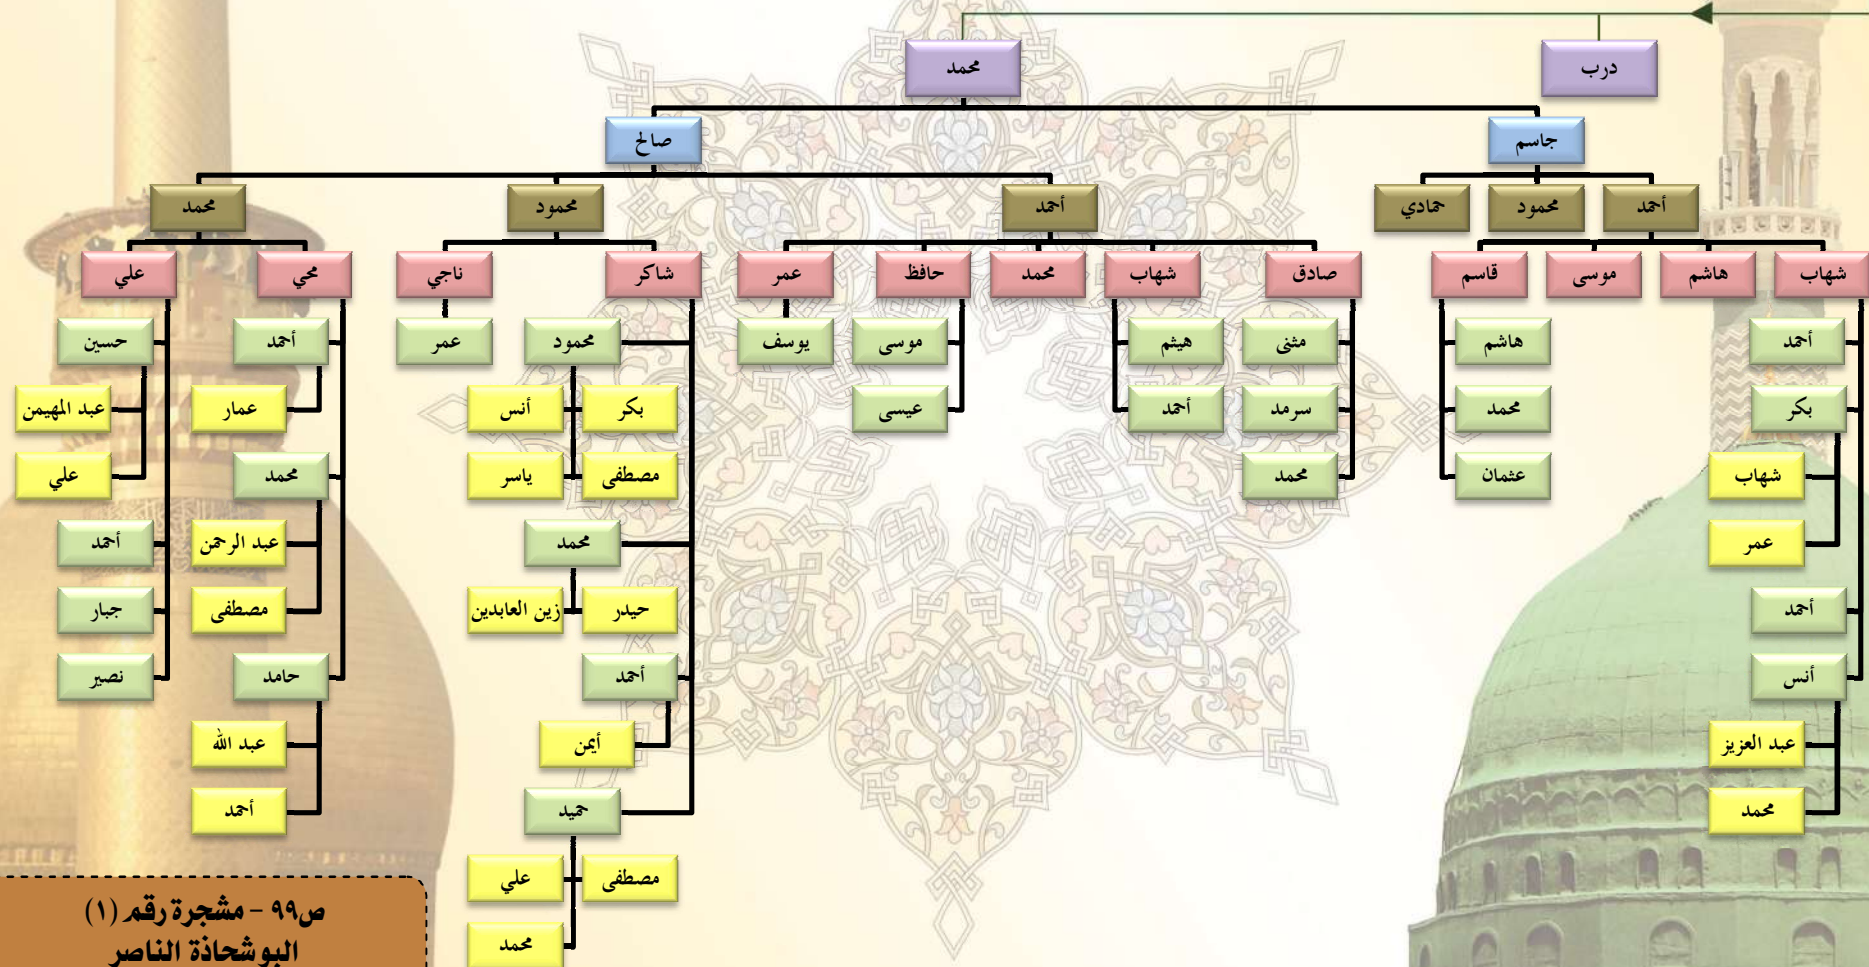 درب
محمد
جاسم
صالح
أحمد
محمود
حمادي
أحمد
محمود
محمد
شهاب
هاشم
موسى
قاسم
صادق
شهاب
محمد
حافظ
عمر
شاكر
ناجي
محي
علي
أحمد
هاشم
مثنى
هيثم
موسى
يوسف
محمود
عمر
أحمد
حسين
بكر
محمد
سرمد
أحمد
عيسى
بكر
أنس
عمار
عبد المهيمن
شهاب
عثمان
محمد
مصطفى
ياسر
محمد
علي
عمر
محمد
عبد الرحمن
أحمد
أحمد
حيدر
زين العابدين
مصطفى
جبار
أنس
أحمد
حامد
نصير
عبد العزيز
أيمن
عبد الله
محمد
حميد
أحمد
مصطفى
علي
محمد
ص٩٩ - مشجرة رقم (١)
البوشحاذة الناصر